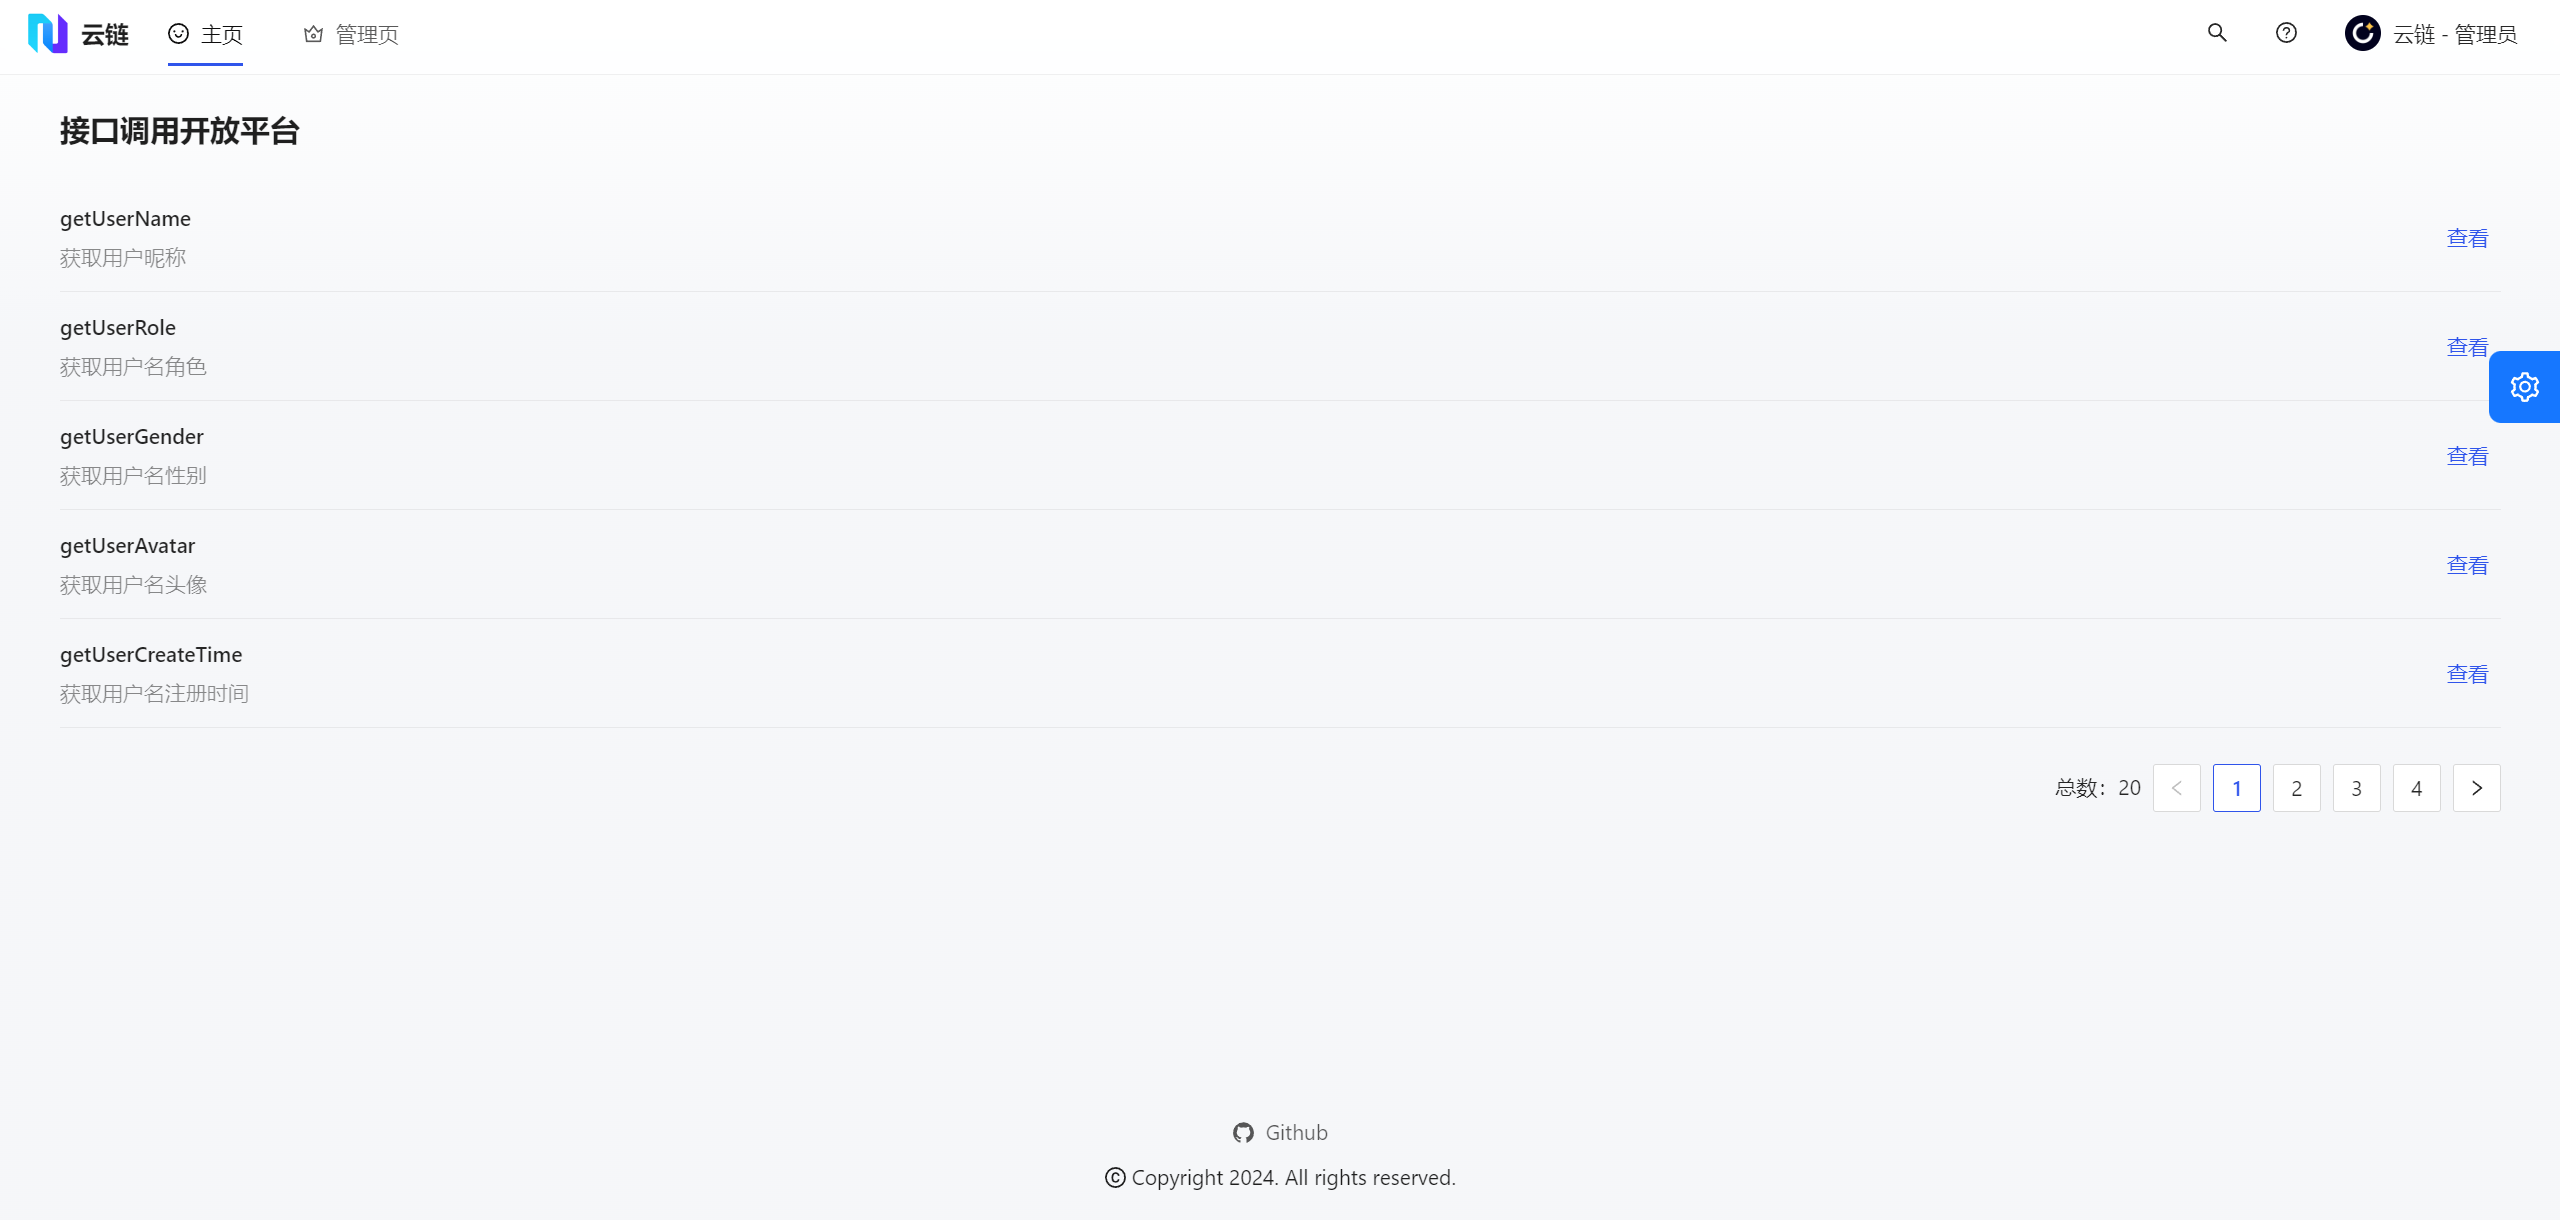 云链 主页 管理页 云链 - 管理员
接口调用开放平台
getUserName
获取用户昵称
查看
getUserRole
获取用户名角色
查看
getUserGender
获取用户名性别
查看
getUserAvatar
获取用户名头像
查看
getUserCreateTime
获取用户名注册时间
查看
总数：20 < 1 2 3 4 >
Github
© Copyright 2024. All rights reserved.